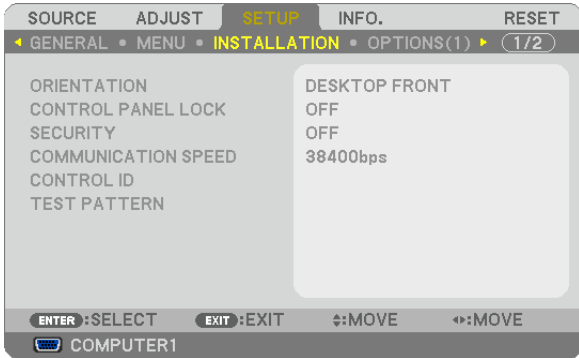 SOURCE ADJUST SETUP INFO. RESET
GENERAL • MENU • INSTALLATION • OPTIONS(1) 1/2
ORIENTATION DESKTOP FRONT
CONTROL PANEL LOCK OFF
SECURITY OFF
COMMUNICATION SPEED 38400bps
CONTROL ID
TEST PATTERN
ENTER :SELECT EXIT :EXIT :MOVE :MOVE
COMPUTER1